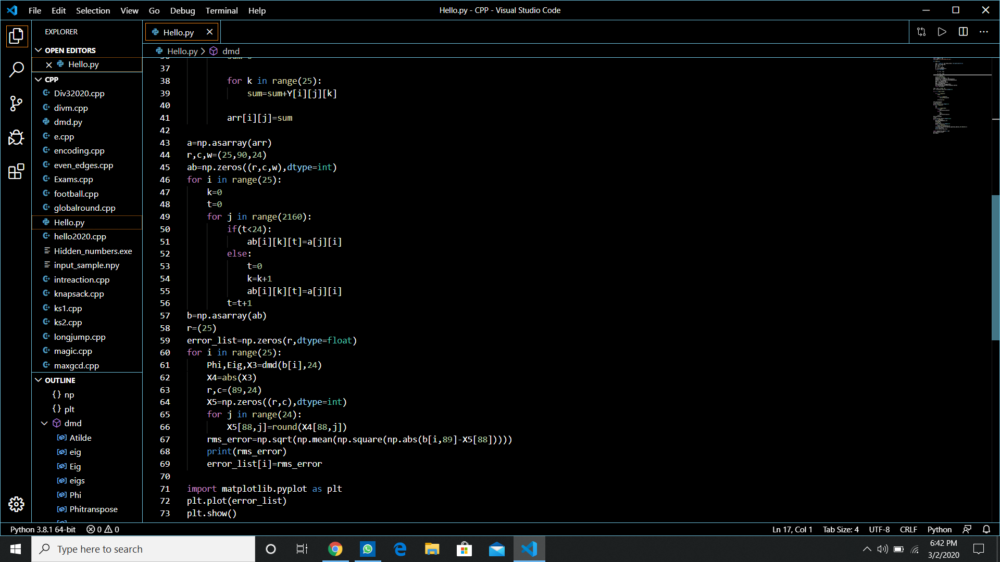 File Edit Selection View Go Debug Terminal Help
Hello.py - CPP - Visual Studio Code
EXPLORER
OPEN EDITORS
Hello.py
CPP
Div32020.cpp
divm.cpp
dmd.py
e.cpp
encoding.cpp
even_edges.cpp
Exams.cpp
football.cpp
globalround.cpp
Hello.py
hello2020.cpp
Hidden_numbers.exe
input_sample.npy
intreaction.cpp
knapsack.cpp
ks1.cpp
ks2.cpp
longjump.cpp
magic.cpp
maxgcd.cpp
OUTLINE
{} np
{} plt
dmd
Atilde
eig
Eig
eigs
Phi
Phitranspose
Hello.py
Hello.py > dmd
37
38 for k in range(25):
39 sum=sum+Y[i][j][k]
40
41 arr[i][j]=sum
42
43 a=np.asarray(arr)
44 r,c,w=(25,90,24)
45 ab=np.zeros((r,c,w),dtype=int)
46 for i in range(25):
47 k=0
48 t=0
49 for j in range(2160):
50 if(t<24):
51 ab[i][k][t]=a[j][i]
52 else:
53 t=0
54 k=k+1
55 ab[i][k][t]=a[j][i]
56 t=t+1
57 b=np.asarray(ab)
58 r=(25)
59 error_list=np.zeros(r,dtype=float)
60 for i in range(25):
61 Phi,Eig,X3=dmd(b[i],24)
62 X4=abs(X3)
63 r,c=(89,24)
64 X5=np.zeros((r,c),dtype=int)
65 for j in range(24):
66 X5[88,j]=round(X4[88,j])
67 rms_error=np.sqrt(np.mean(np.square(np.abs(b[i,89]-X5[88]))))
68 print(rms_error)
69 error_list[i]=rms_error
70
71 import matplotlib.pyplot as plt
72 plt.plot(error_list)
73 plt.show()
Python 3.8.1 64-bit 0 0
Ln 17, Col 1 Tab Size: 4 UTF-8 CRLF Python
Type here to search
6:42 PM
3/2/2020